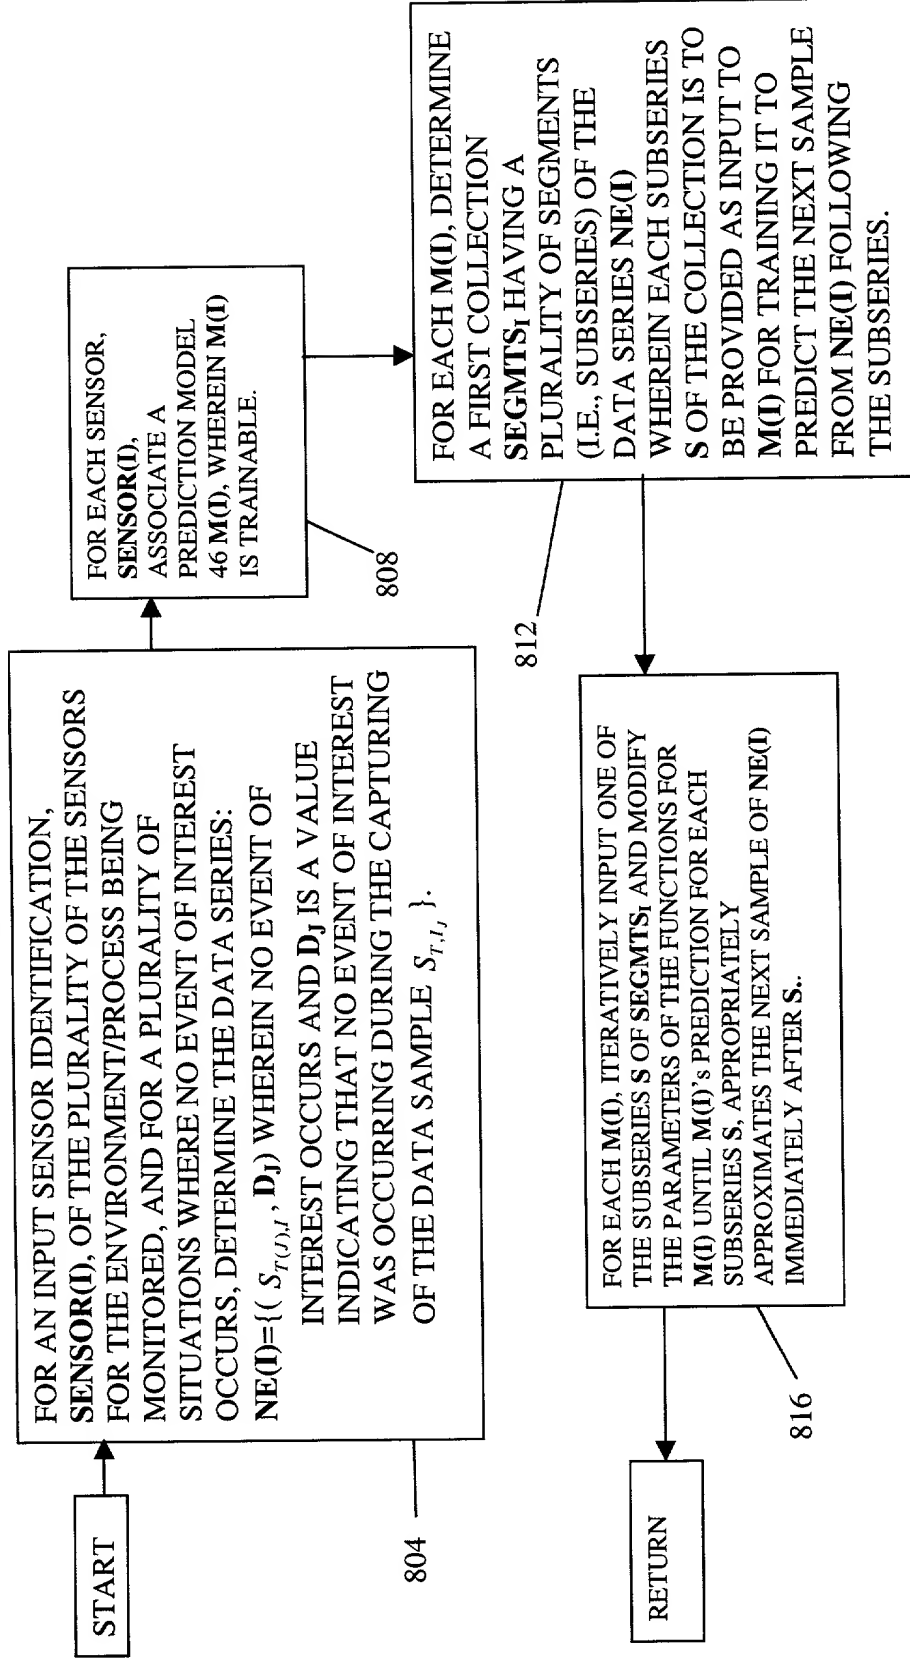 START
FOR AN INPUT SENSOR IDENTIFICATION,
SENSOR(I), OF THE PLURALITY OF THE SENSORS
FOR THE ENVIRONMENT/PROCESS BEING
MONITORED, AND FOR A PLURALITY OF
SITUATIONS WHERE NO EVENT OF INTEREST
OCCURS, DETERMINE THE DATA SERIES:
NE(I)={( S_{T(J),I} , D_J) WHEREIN NO EVENT OF
INTEREST OCCURS AND D_J IS A VALUE
INDICATING THAT NO EVENT OF INTEREST
WAS OCCURRING DURING THE CAPTURING
OF THE DATA SAMPLE S_{T,I_J} }.
804
FOR EACH SENSOR,
SENSOR(I),
ASSOCIATE A
PREDICTION MODEL
46 M(I), WHEREIN M(I)
IS TRAINABLE.
808
FOR EACH M(I), DETERMINE
A FIRST COLLECTION
SEGMTS_I HAVING A
PLURALITY OF SEGMENTS
(I.E., SUBSERIES) OF THE
DATA SERIES NE(I)
WHEREIN EACH SUBSERIES
S OF THE COLLECTION IS TO
BE PROVIDED AS INPUT TO
M(I) FOR TRAINING IT TO
PREDICT THE NEXT SAMPLE
FROM NE(I) FOLLOWING
THE SUBSERIES.
812
FOR EACH M(I), ITERATIVELY INPUT ONE OF
THE SUBSERIES S OF SEGMTS_I AND MODIFY
THE PARAMETERS OF THE FUNCTIONS FOR
M(I) UNTIL M(I)'s PREDICTION FOR EACH
SUBSERIES S, APPROPRIATELY
APPROXIMATES THE NEXT SAMPLE OF NE(I)
IMMEDIATELY AFTER S..
816
RETURN